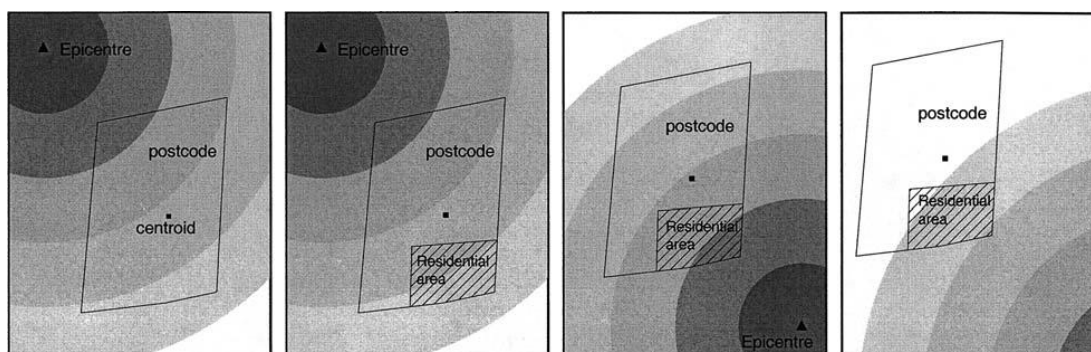 Epicentre
postcode
centroid
Epicentre
postcode
Residential
area
postcode
Residential
area
Epicentre
postcode
Residential
area